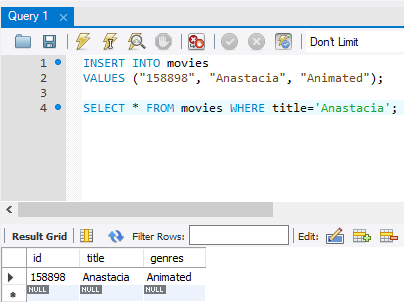 Query 1
Don't Limit
1 INSERT INTO movies
2 VALUES ("158898", "Anastacia", "Animated");
3
4 SELECT * FROM movies WHERE title='Anastacia';
Result Grid Filter Rows: Edit:
id title genres
158898 Anastacia Animated
NULL NULL NULL